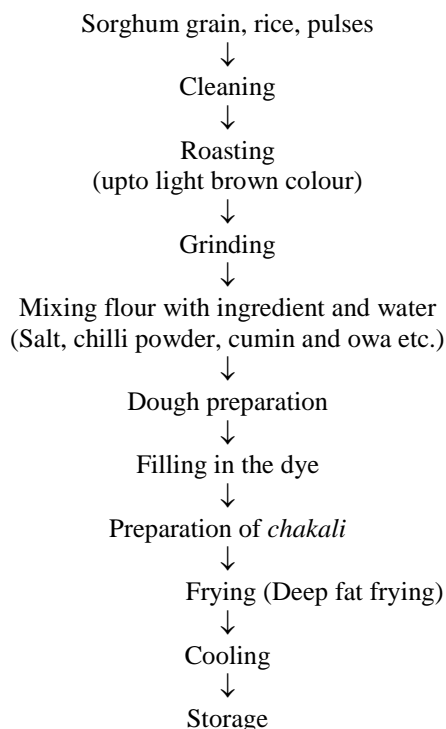 Sorghum grain, rice, pulses
↓
Cleaning
↓
Roasting
(upto light brown colour)
↓
Grinding
↓
Mixing flour with ingredient and water
(Salt, chilli powder, cumin and owa etc.)
↓
Dough preparation
↓
Filling in the dye
↓
Preparation of chakali
↓
Frying (Deep fat frying)
↓
Cooling
↓
Storage